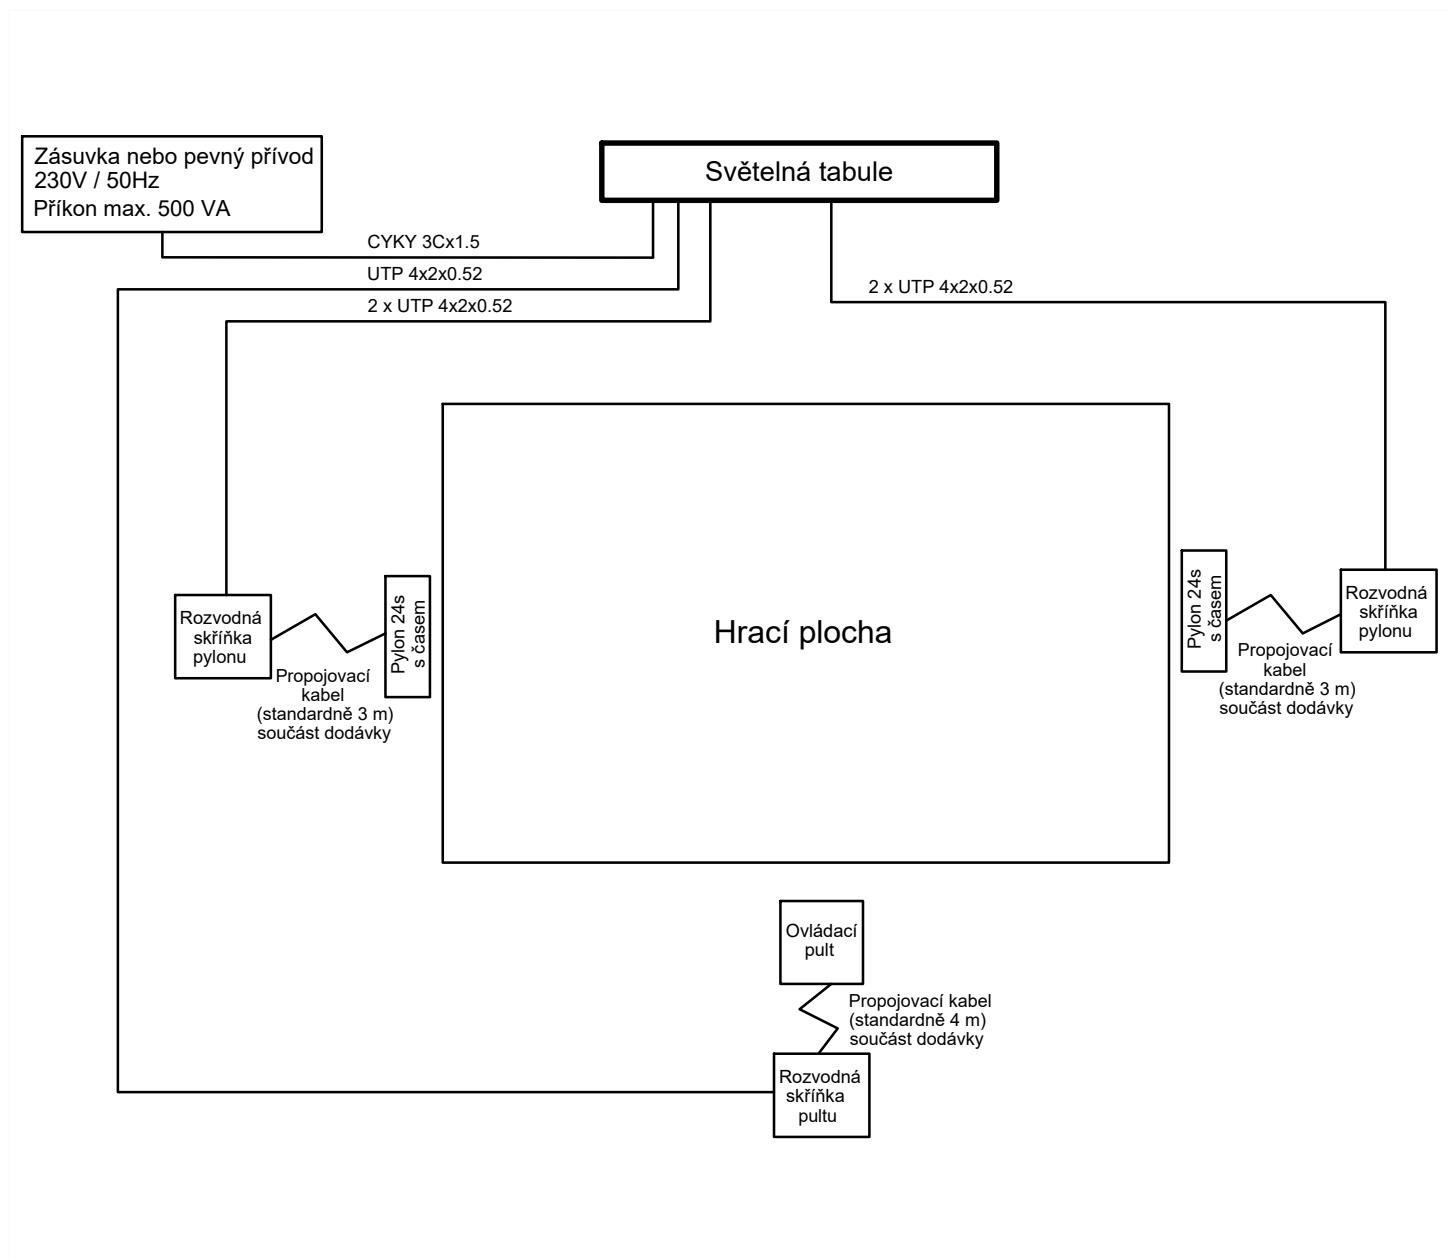 Zásuvka nebo pevný přívod
230V / 50Hz
Příkon max. 500 VA
Světelná tabule
CYKY 3Cx1.5
UTP 4x2x0.52
2 x UTP 4x2x0.52
2 x UTP 4x2x0.52
Rozvodná
skříňka
pylonu
Propojovací
kabel
(standardně 3 m)
součást dodávky
Pylon 24s
s časem
Hrací plocha
Pylon 24s
s časem
Propojovací
kabel
(standardně 3 m)
součást dodávky
Rozvodná
skříňka
pylonu
Ovládací
pult
Propojovací kabel
(standardně 4 m)
součást dodávky
Rozvodná
skříňka
pultu